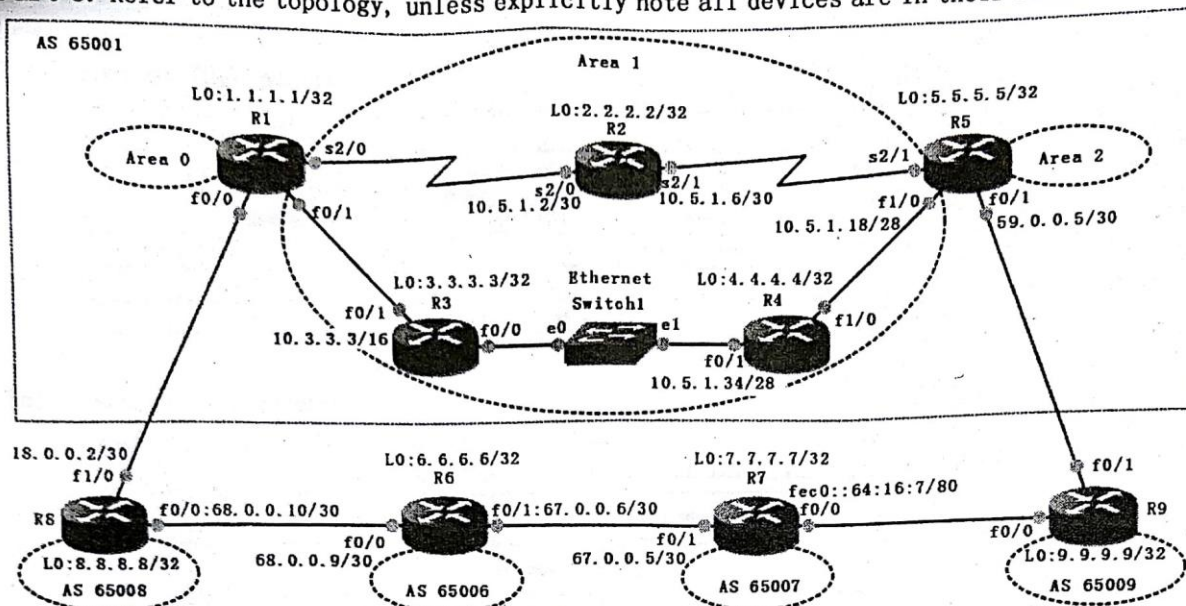 Refer to the topology, unless explicitly note all devices are in
AS 65001
Area 1
L0:1.1.1.1/32
R1
L0:2.2.2.2/32
R2
L0:5.5.5.5/32
R5
Area 0
s2/0
s2/0
10.5.1.2/30
s2/1
10.5.1.6/30
s2/1
Area 2
f0/0
f0/1
f1/0
10.5.1.18/28
f0/1
59.0.0.5/30
L0:3.3.3.3/32
R3
Ethernet
Switch1
L0:4.4.4.4/32
R4
f0/1
10.3.3.3/16
f0/0
e0
e1
f0/1
10.5.1.34/28
f1/0
18.0.0.2/30
f1/0
L0:6.6.6.6/32
R6
L0:7.7.7.7/32
R7
fec0::64:16:7/80
f0/1
R8
f0/0:68.0.0.10/30
f0/0
68.0.0.9/30
f0/1:67.0.0.6/30
f0/1
67.0.0.5/30
f0/0
f0/0
R9
L0:8.8.8.8/32
AS 65008
AS 65006
AS 65007
L0:9.9.9.9/32
AS 65009